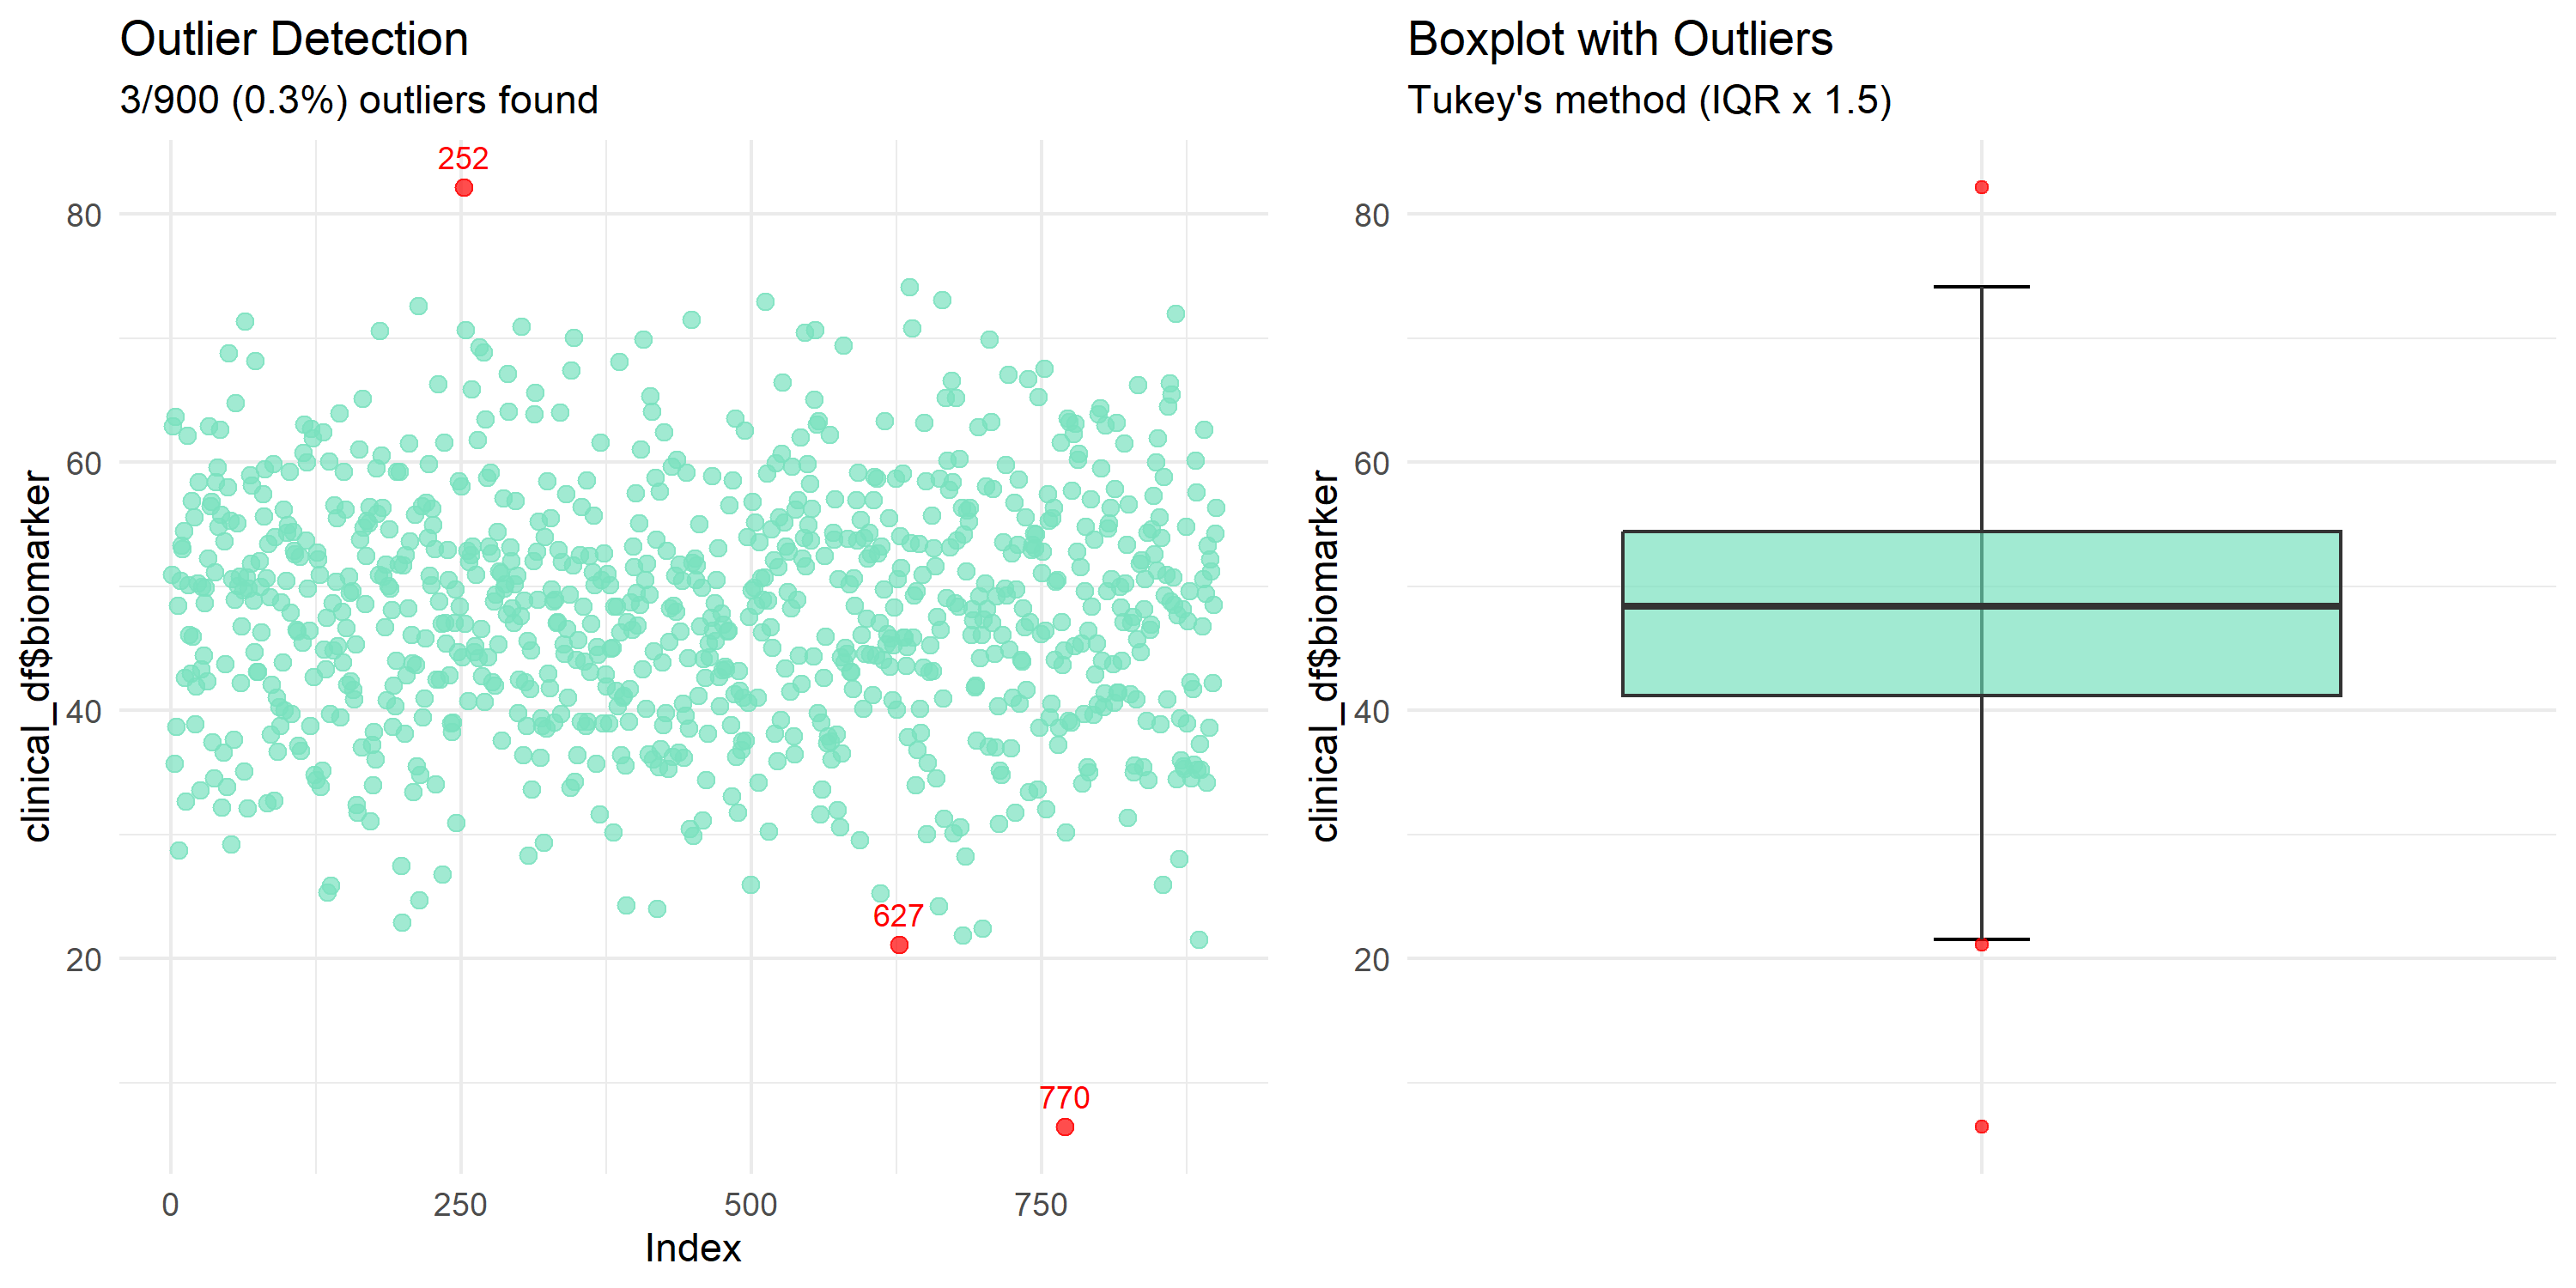 Outlier Detection
3/900 (0.3%) outliers found
clinical_df$biomarker
80
60
40
20
252
627
770
0
250
500
750
Index
Boxplot with Outliers
Tukey's method (IQR x 1.5)
clinical_df$biomarker
80
60
40
20